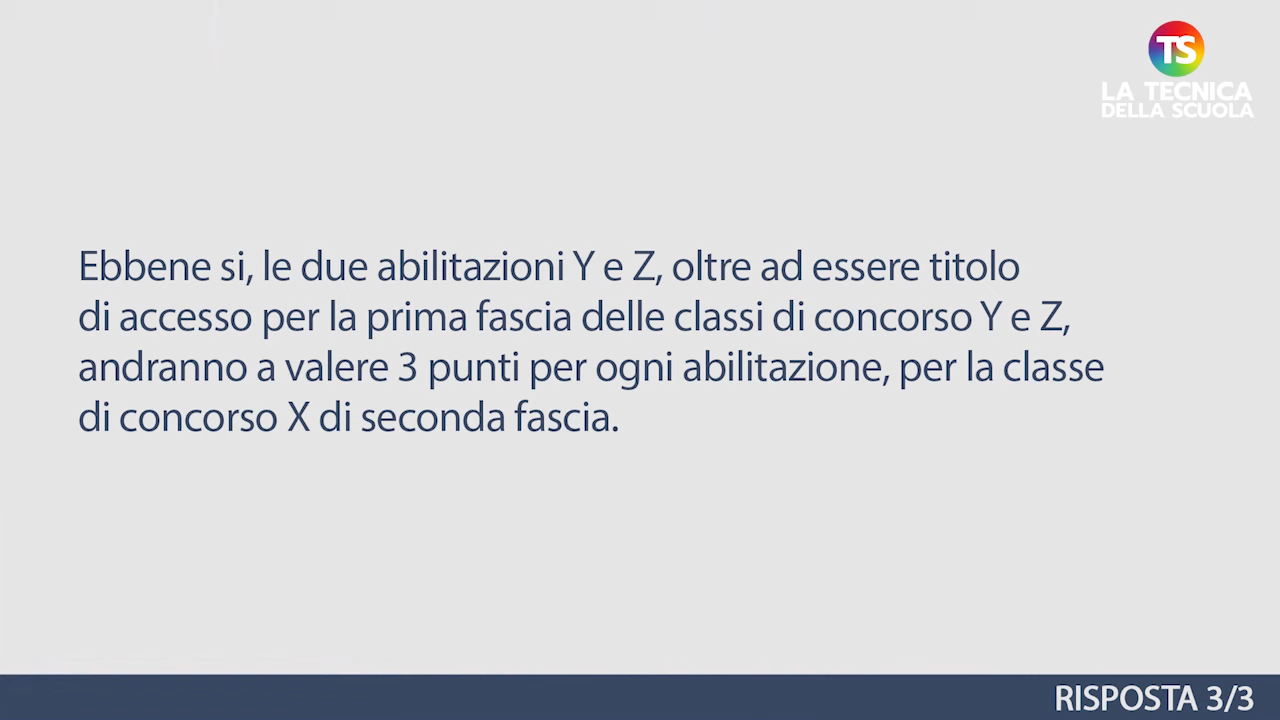 TS
LA TECNICA
DELLA SCUOLA
Ebbene si, le due abilitazioni Y e Z, oltre ad essere titolo
di accesso per la prima fascia delle classi di concorso Y e Z,
andranno a valere 3 punti per ogni abilitazione, per la classe
di concorso X di seconda fascia.
RISPOSTA 3/3